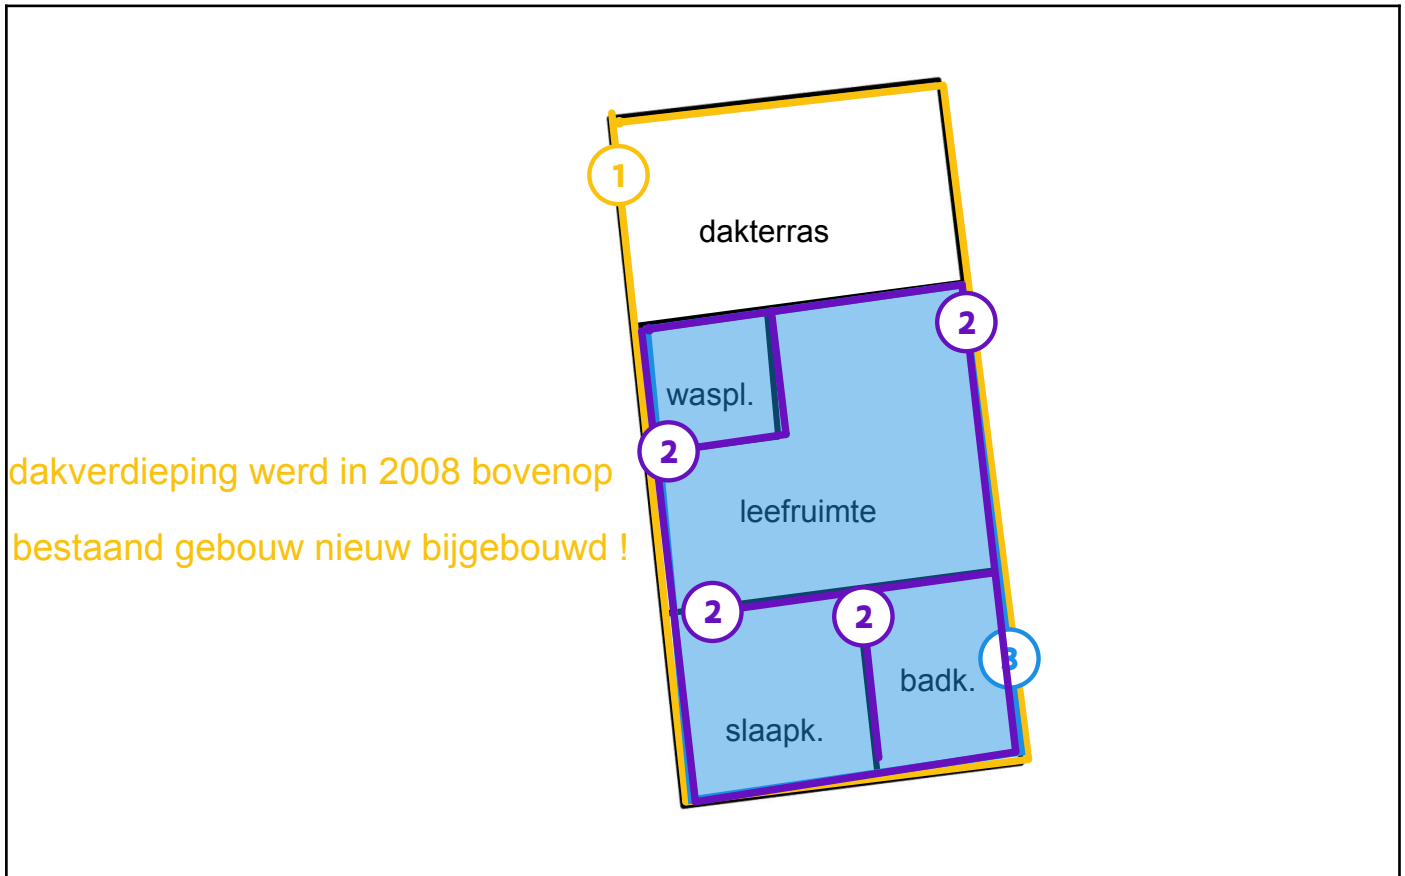 1
dakterras
2
waspl.
2
dakverdieping werd in 2008 bovenop
leefruimte
bestaand gebouw nieuw bijgebouwd !
2
2
3
badk.
slaapk.